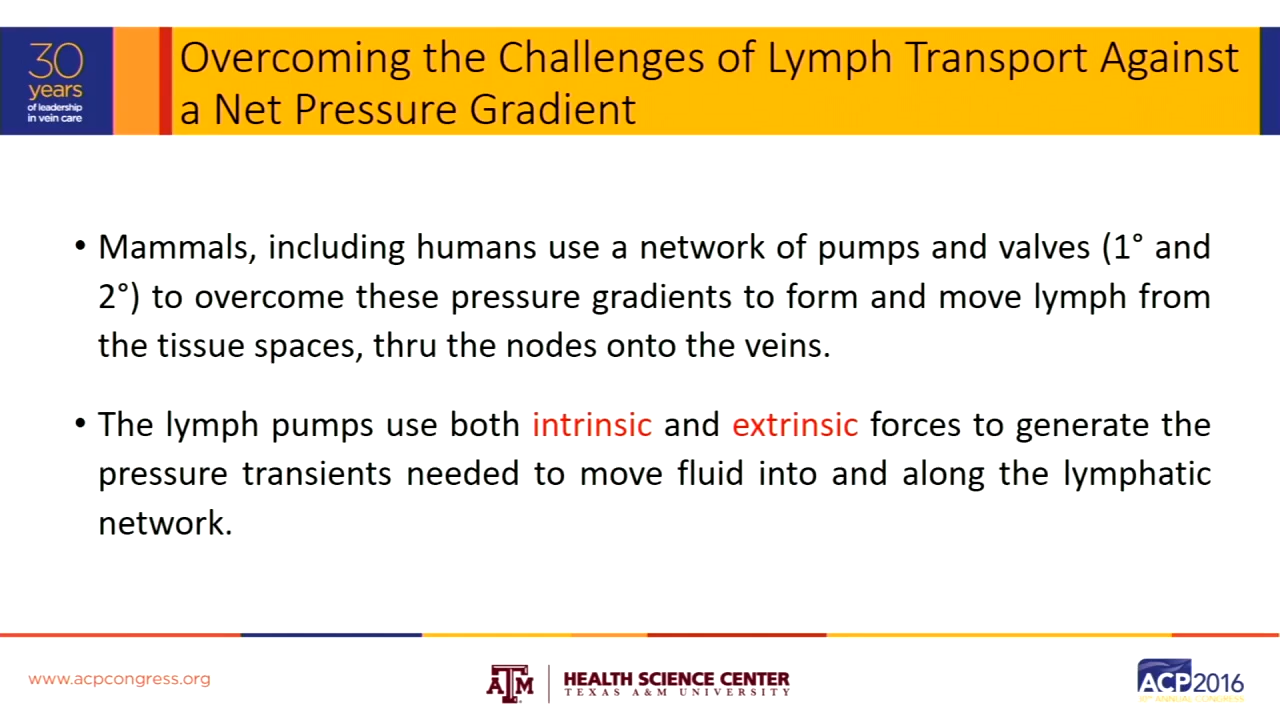 30
years
of leadership
in vein care
Overcoming the Challenges of Lymph Transport Against
a Net Pressure Gradient
• Mammals, including humans use a network of pumps and valves (1° and
2°) to overcome these pressure gradients to form and move lymph from
the tissue spaces, thru the nodes onto the veins.
• The lymph pumps use both intrinsic and extrinsic forces to generate the
pressure transients needed to move fluid into and along the lymphatic
network.
www.acpcongress.org
ATM
HEALTH SCIENCE CENTER
TEXAS A&M UNIVERSITY
ACP2016
30TH ANNUAL CONGRESS